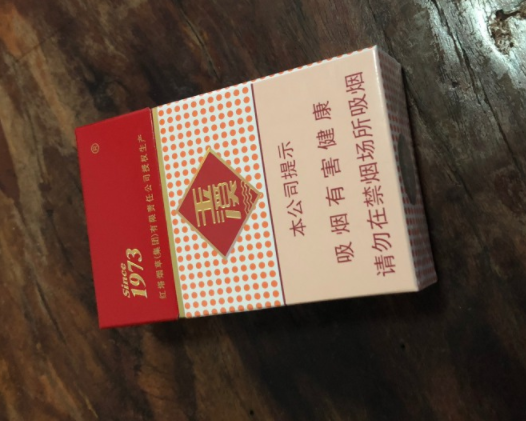 ®
Since
1973
红塔烟草(集团)有限责任公司授权生产
玉溪
本公司提示
吸烟有害健康
请勿在禁烟场所吸烟